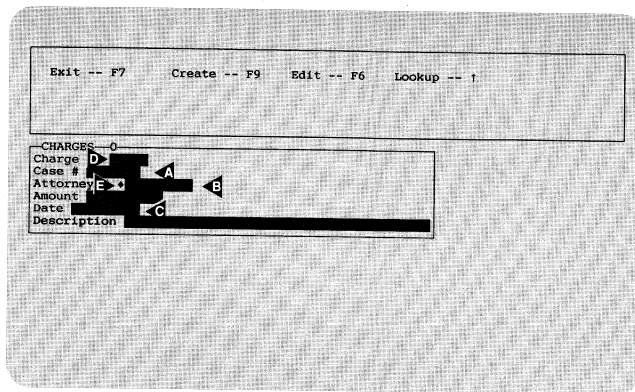 Exit -- F7 Create -- F9 Edit -- F6 Lookup -- ↑
CHARGES 0
Charge D
Case # A
Attorney E ♦ B
Amount
Date C
Description